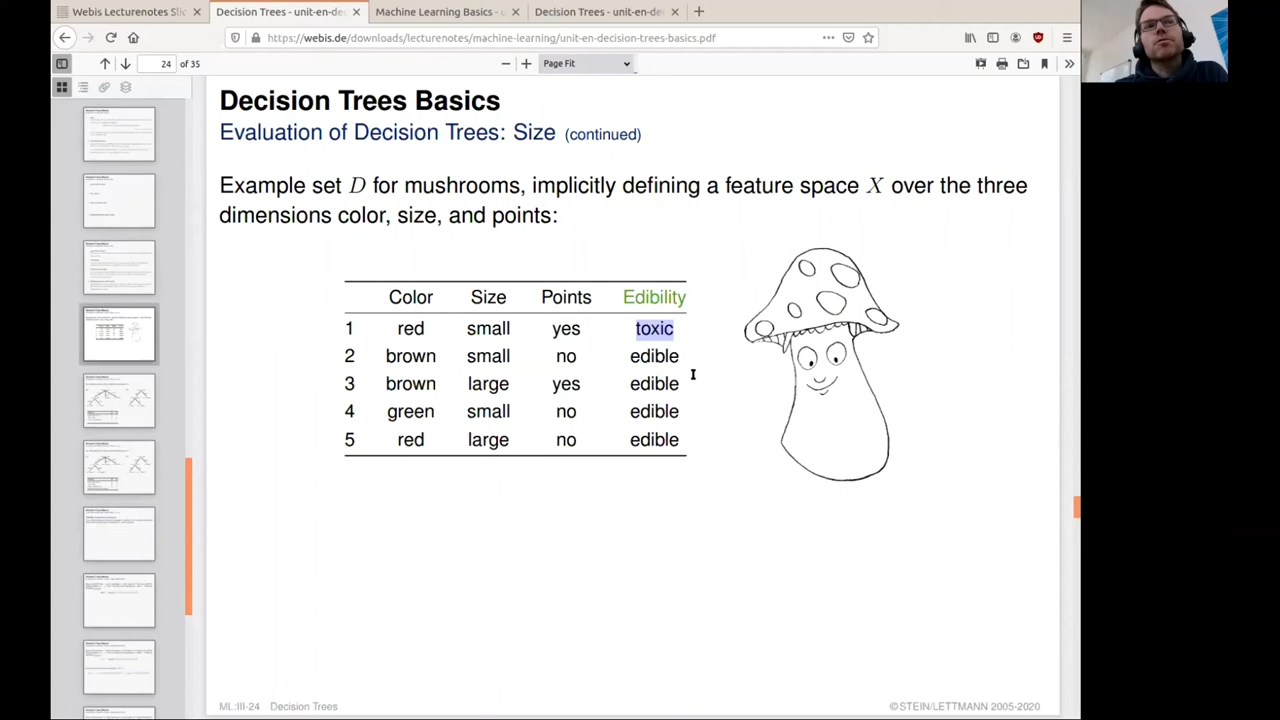 Webis Lecturenotes Slic
Decision Trees - unit-en-dec
Machine Learning Basics - u
Decision Trees - unit-en-dec
https://webis.de/downloads/lecturenotes/machine-learning/unit-en-decision-trees-basics.pdf
24 of 35
Page Fit
Decision Trees Basics
Evaluation of Decision Trees: Size (continued)
Example set D for mushrooms, implicitly defining a feature space X over the three
dimensions color, size, and points:
Color Size Points Edibility
1 red small yes toxic
2 brown small no edible
3 brown large yes edible
4 green small no edible
5 red large no edible
ML:III-24 Decision Trees
©STEIN/LETTMANN 2005-2020